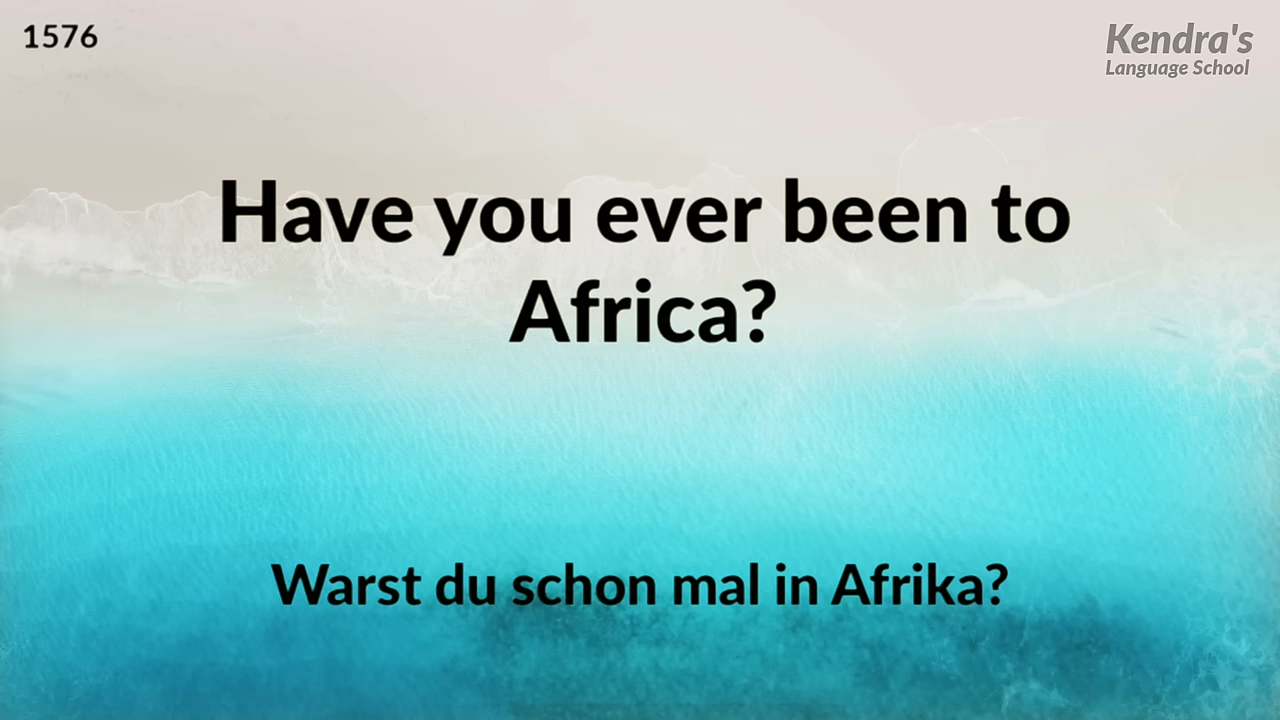 1576
Kendra's
Language School
Have you ever been to
Africa?
Warst du schon mal in Afrika?